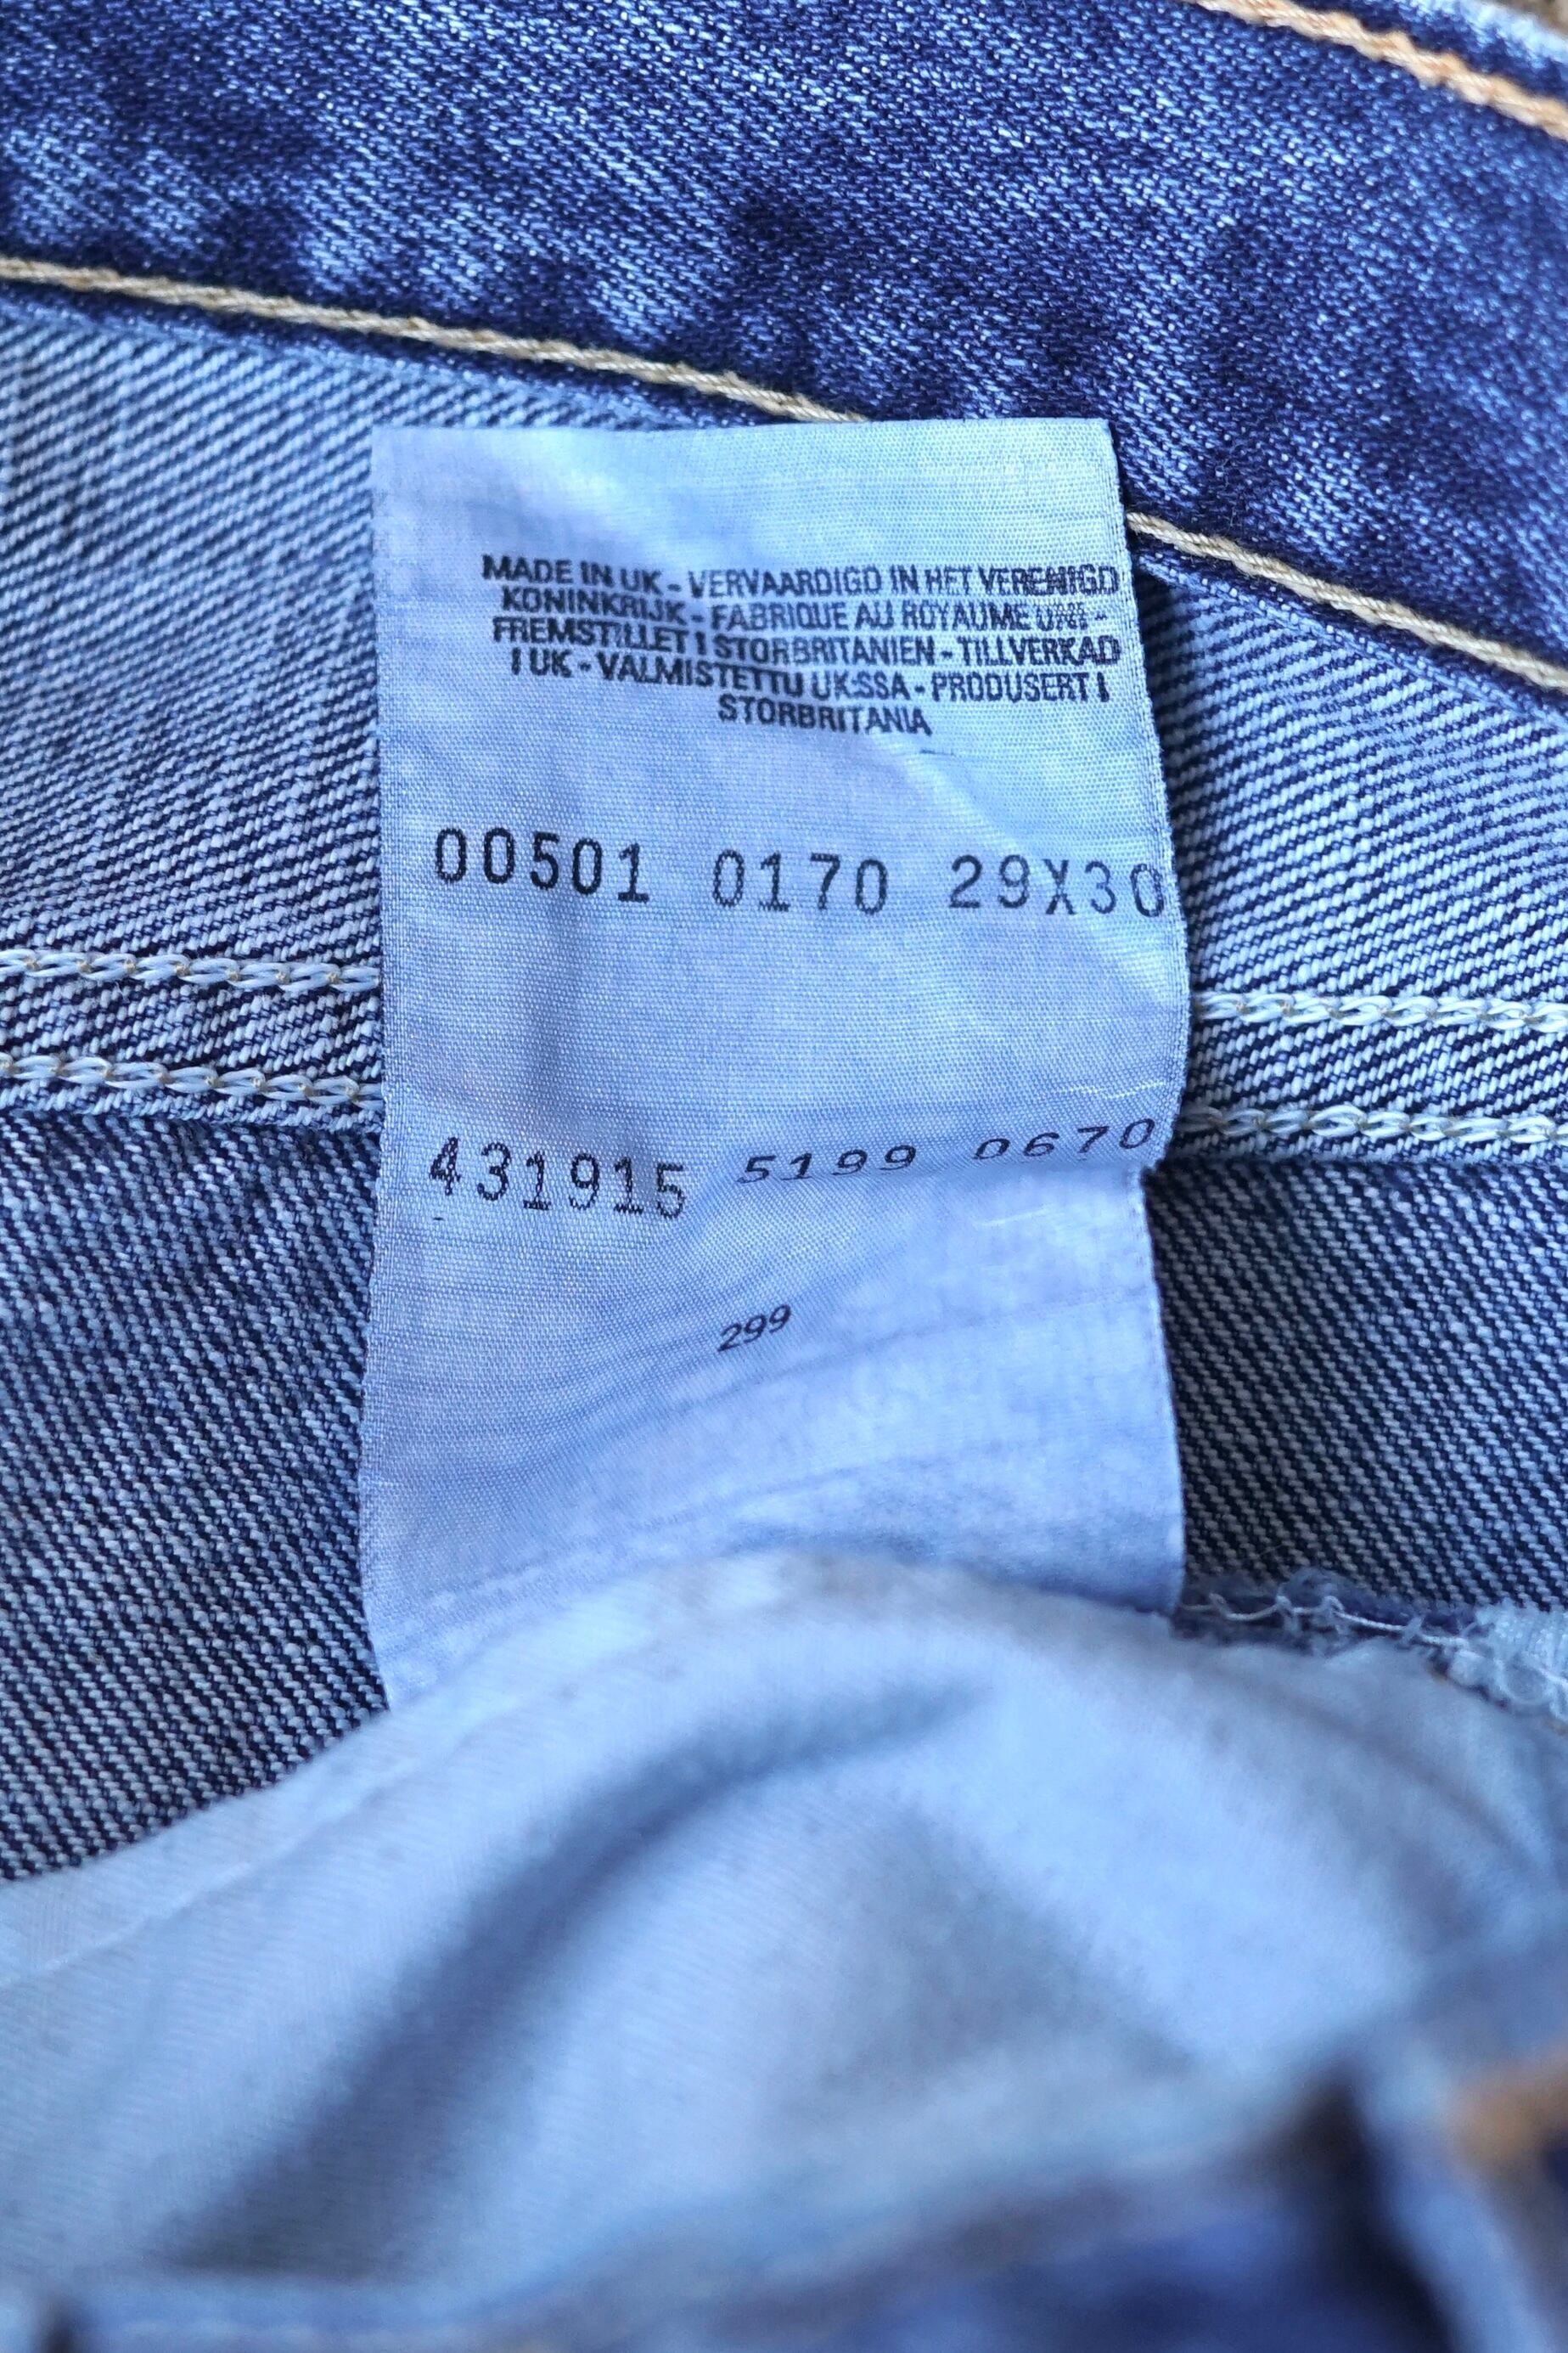 MADE IN UK - VERVAARDIGD IN HET VERENIGD
KONINKRIJK - FABRIQUE AU ROYAUME UNI -
FREMSTILLET I STORBRITANIEN - TILLVERKAD
I UK - VALMISTETTU UK:SSA - PRODUSERT I
STORBRITANIA
00501 0170 29X30
431915 5199 0670
299